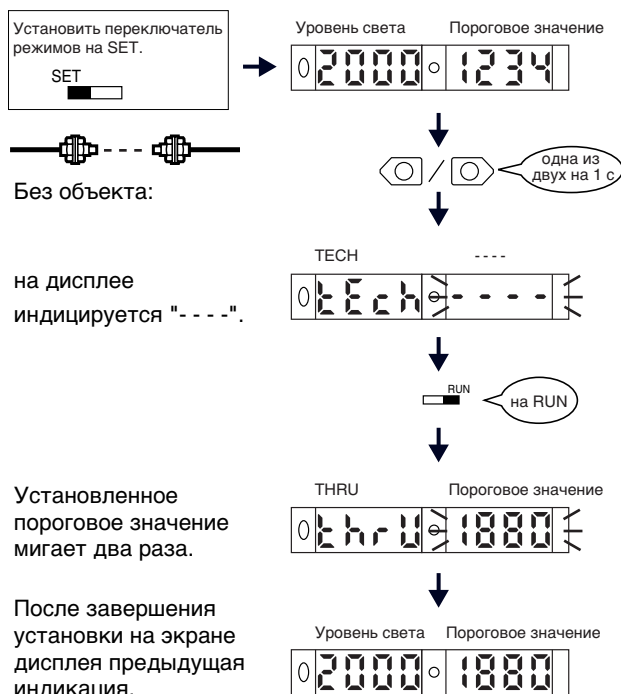 Установить переключатель
режимов на SET.
SET
Уровень света Пороговое значение
2000 1234
одна из
двух на 1 с
Без объекта:
TECH - - - -
на дисплее
индицируется "- - - -".
tEch - - - -
RUN
на RUN
Установленное
пороговое значение
мигает два раза.
THRU Пороговое значение
thrU 1880
После завершения
установки на экране
дисплея предыдущая
индикация.
Уровень света Пороговое значение
2000 1880